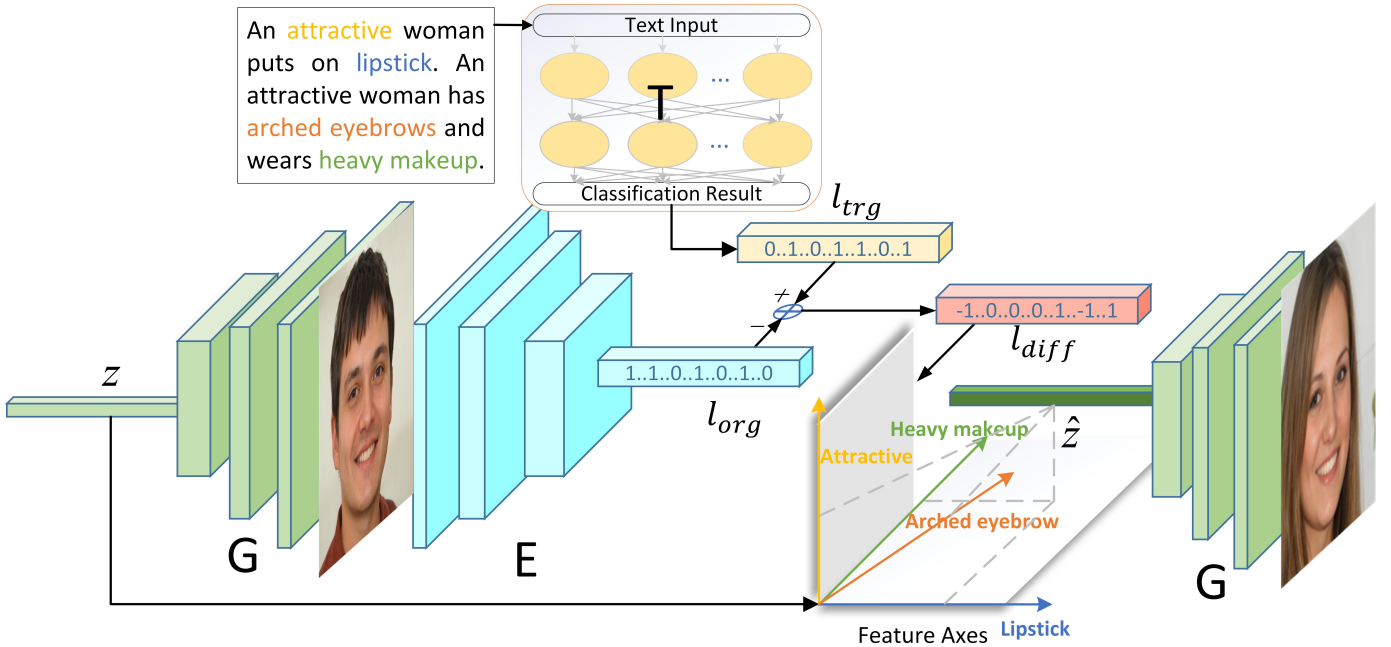 An attractive woman
puts on lipstick. An
attractive woman has
arched eyebrows and
wears heavy makeup.
Text Input
...
T
...
Classification Result
l_trg
0..1..0..1..1..0..1
+
−
-1..0..0..0..1..-1..1
l_diff
1..1..0..1..0..1..0
l_org
z
ẑ
Heavy makeup
Attractive
Arched eyebrow
G
E
G
Lipstick
Feature Axes